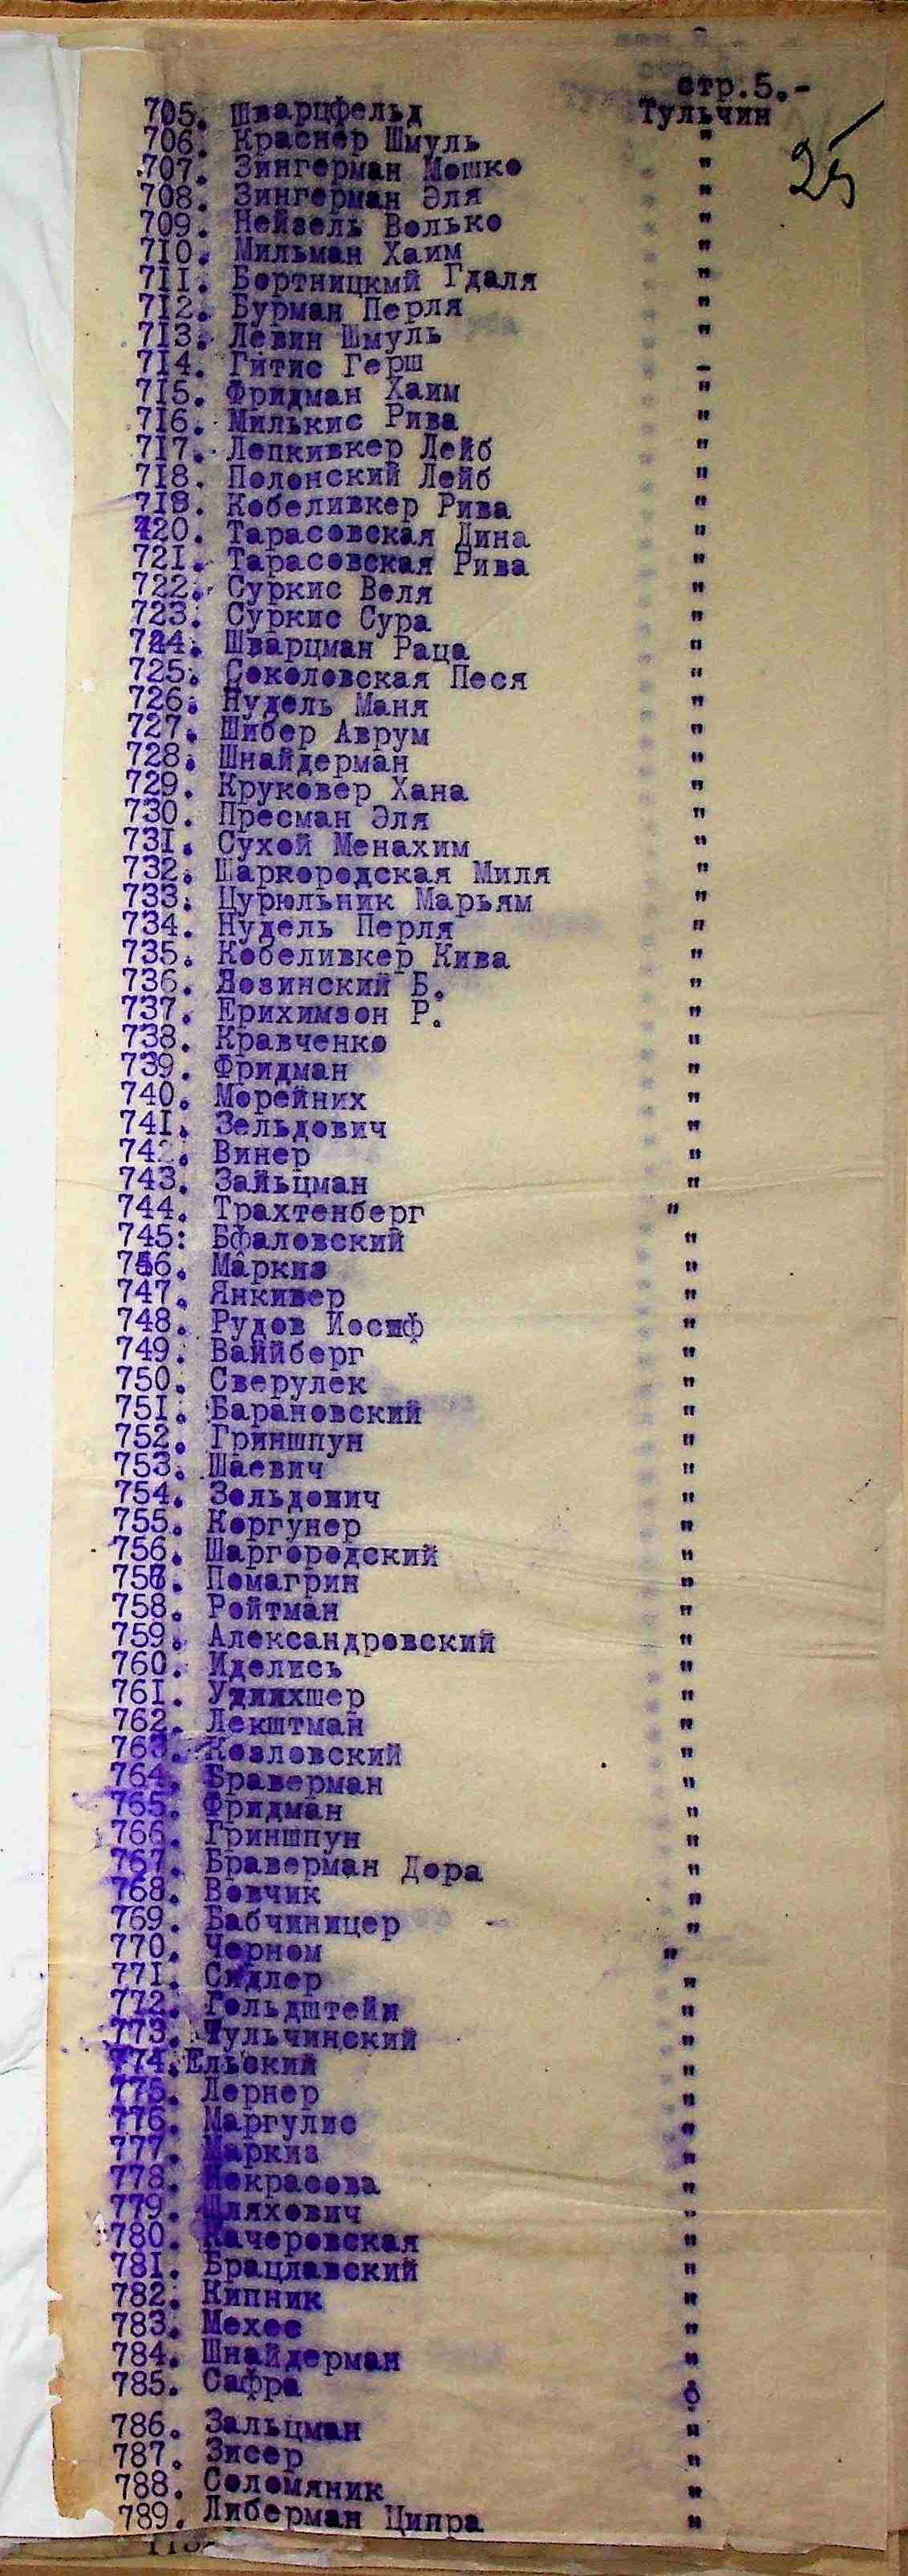 стр.5.-
705. Шварцфельд Тульчин
25
706. Краснер Шмуль "
707. Зингерман Мошко "
708. Зингерман Эля "
709. Нейзель Волько "
710. Мильман Хаим "
711. Бортницкмй Гдаля "
712. Бурман Перля "
713. Левин Шмуль "
714. Гитис Герш -
715. Фридман Хаим "
716. Милькис Рива "
717. Лепкивкер Лейб "
718. Полонский Лейб "
719. Кобеливкер Рива "
720. Тарасовская Дина "
721. Тарасовская Рива "
722. Суркис Веля "
723. Суркис Сура "
724. Шварцман Раца "
725. Соколовская Песя "
726. Нудель Маня "
727. Шибер Аврум "
728. Шнайдерман "
729. Круковер Хана "
730. Пресман Эля "
731. Сухой Менахим "
732. Шаркородская Миля "
733. Цурюльник Марьям "
734. Нудель Перля "
735. Кобеливкер Кива "
736. Лозинский Б. "
737. Ерихимзон Р. "
738. Кравченко "
739. Фридман "
740. Морейних "
741. Зельдович "
742. Винер "
743. Зайьцман "
744. Трахтенберг "
745: Бфаловский "
746. Маркиз "
747. Янкивер "
748. Рудов Иосиф "
749. Ваййберг "
750. Сверулек "
751. Барановский "
752. Гриншпун "
753. Шаевич "
754. Зольдович "
755. Коргунер "
756. Шаргородский "
757. Помагрин "
758. Ройтман "
759. Александровский "
760. Иделись "
761. "
762. Лекштман "
763. Козловский "
764. Браверман "
765. Фридман "
766. Гриншпун "
767. Браверман Дора "
768. Вовчик "
769. Бабчиницер "
770. Черном "
771. Сидлер "
772. Гольдштейн "
773. Тульчинский "
774. Ельский "
775. Лернер "
776. Маргулис "
777. Маркиз "
778. Некрасова "
779. Шляхович "
780. Качеровская "
781. Брацлавский "
782. Кипник "
783. Мехес "
784. Шнайдерман "
785. Сафра
786. Зальцман "
787. Зисер "
788. Соломяник "
789. Либерман Ципра "